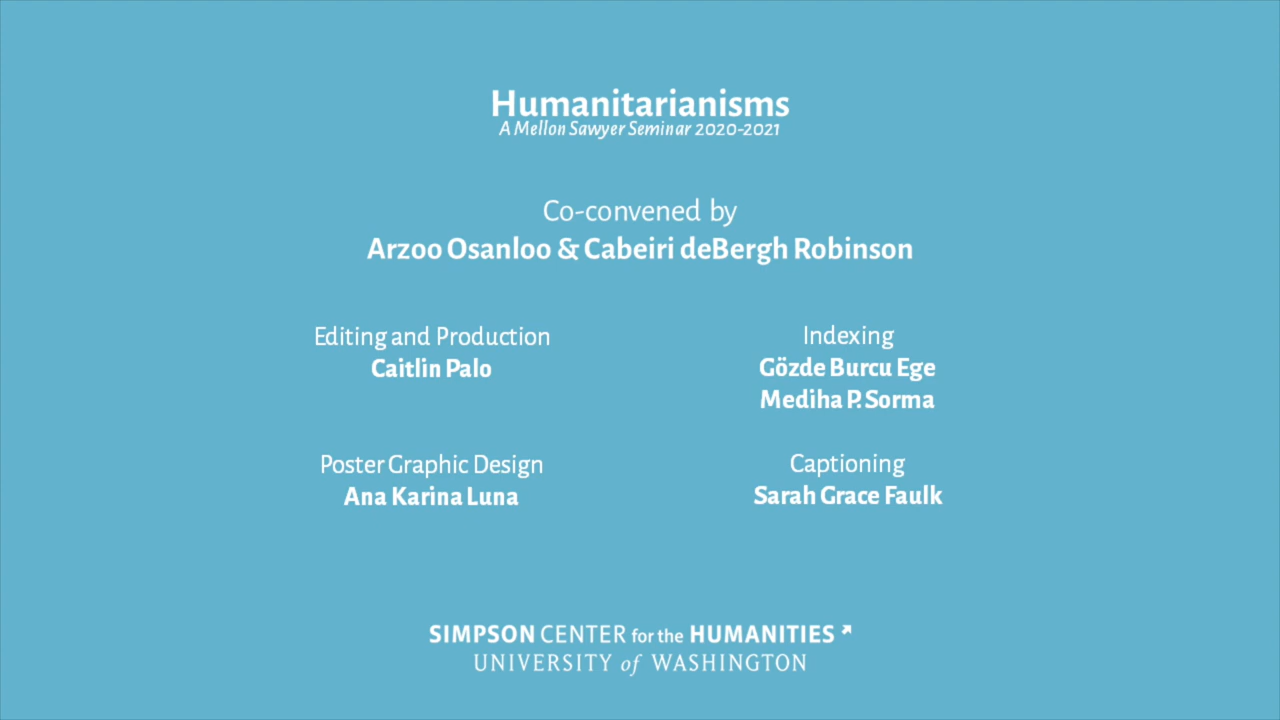 Humanitarianisms
A Mellon Sawyer Seminar 2020-2021
Co-convened by
Arzoo Osanloo & Cabeiri deBergh Robinson
Editing and Production
Caitlin Palo
Indexing
Gözde Burcu Ege
Mediha P. Sorma
Poster Graphic Design
Ana Karina Luna
Captioning
Sarah Grace Faulk
SIMPSON CENTER for the HUMANITIES
UNIVERSITY of WASHINGTON